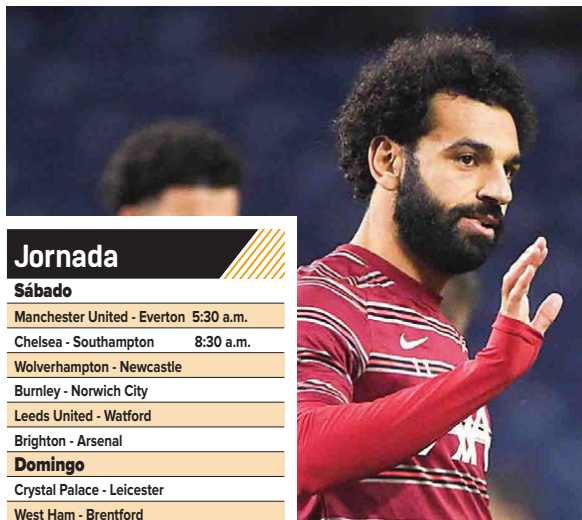 Jornada
Sábado
Manchester United - Everton 5:30 a.m.
Chelsea - Southampton 8:30 a.m.
Wolverhampton - Newcastle
Burnley - Norwich City
Leeds United - Watford
Brighton - Arsenal
Domingo
Crystal Palace - Leicester
West Ham - Brentford